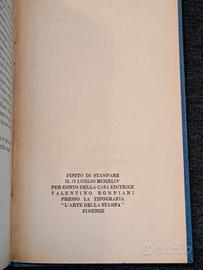 FINITO DI STAMPARE
IL 17 LUGLIO MCMXLIV
PER CONTO DELLA CASA EDITRICE
VALENTINO BOMPIANI
PRESSO LA TIPOGRAFIA
"L'ARTE DELLA STAMPA"
FIRENZE
subito